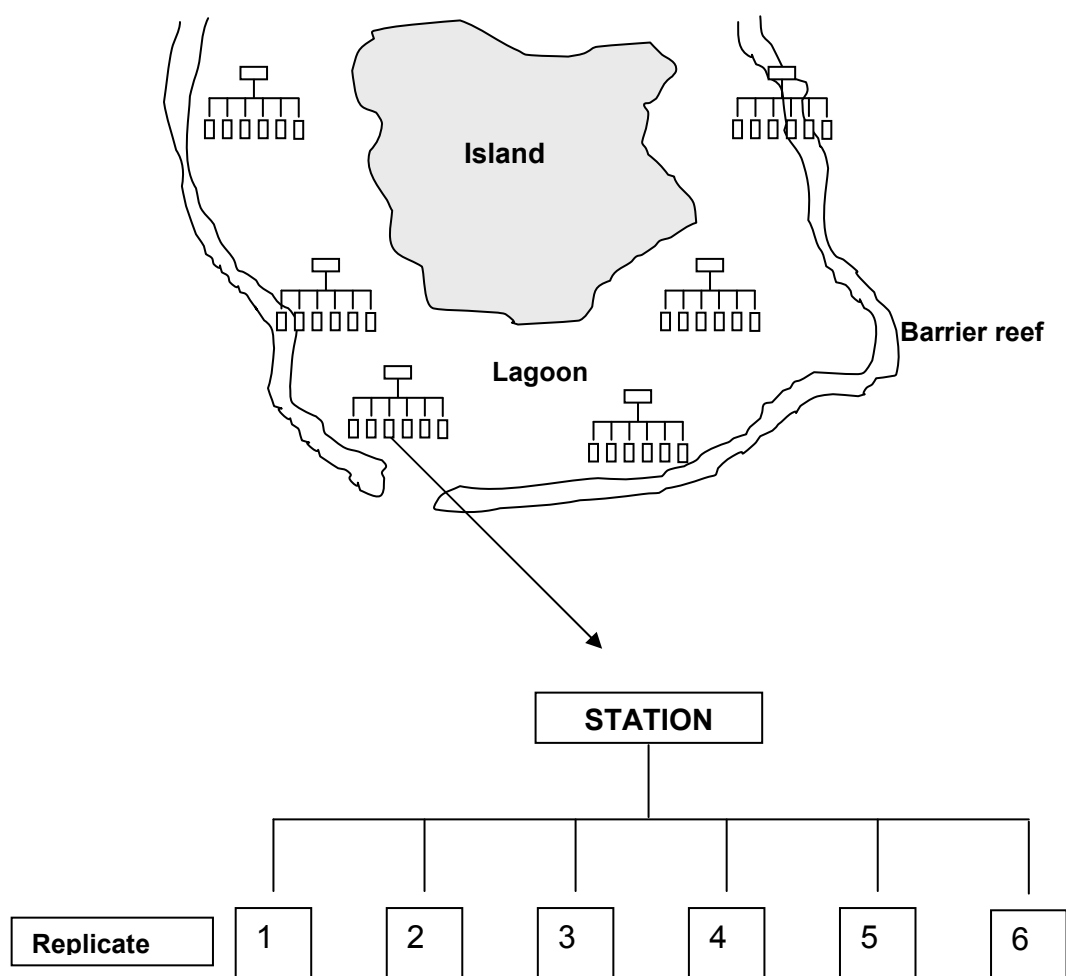 Island
Barrier reef
Lagoon
STATION
Replicate
1 2 3 4 5 6